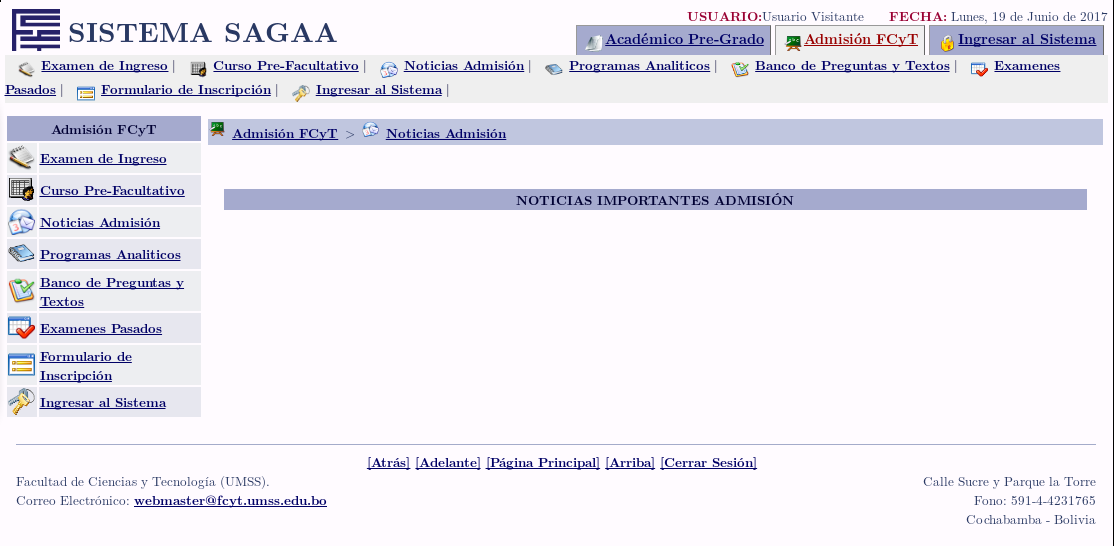 SISTEMA SAGAA
USUARIO:Usuario Visitante FECHA: Lunes, 19 de Junio de 2017
Académico Pre-Grado Admisión FCyT Ingresar al Sistema
Examen de Ingreso | Curso Pre-Facultativo | Noticias Admisión | Programas Analiticos | Banco de Preguntas y Textos | Examenes
Pasados | Formulario de Inscripción | Ingresar al Sistema |
Admisión FCyT
Examen de Ingreso
Curso Pre-Facultativo
Noticias Admisión
Programas Analiticos
Banco de Preguntas y
Textos
Examenes Pasados
Formulario de
Inscripción
Ingresar al Sistema
Admisión FCyT > Noticias Admisión
NOTICIAS IMPORTANTES ADMISIÓN
[Atrás] [Adelante] [Página Principal] [Arriba] [Cerrar Sesión]
Facultad de Ciencias y Tecnología (UMSS).
Correo Electrónico: webmaster@fcyt.umss.edu.bo
Calle Sucre y Parque la Torre
Fono: 591-4-4231765
Cochabamba - Bolivia